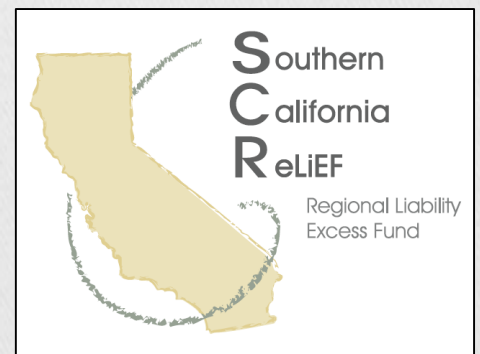 Southern
California
ReLiEF
Regional Liability
Excess Fund